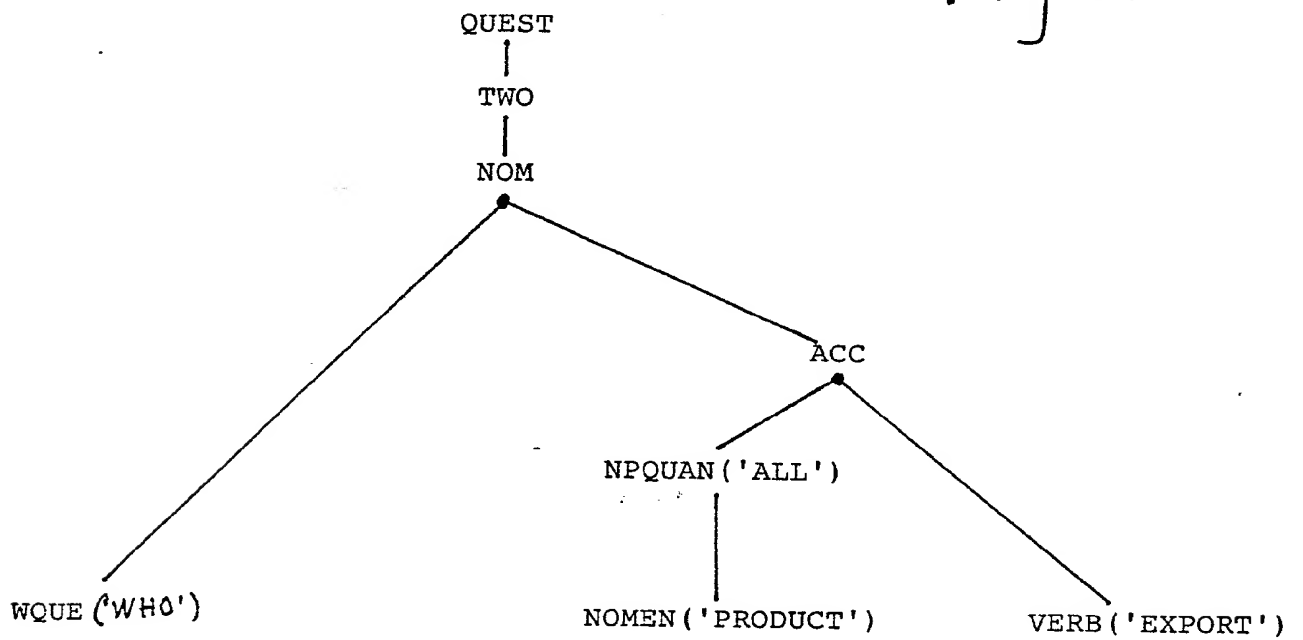 QUEST
TWO
NOM
ACC
NPQUAN('ALL')
WQUE('WHO')
NOMEN('PRODUCT')
VERB('EXPORT')